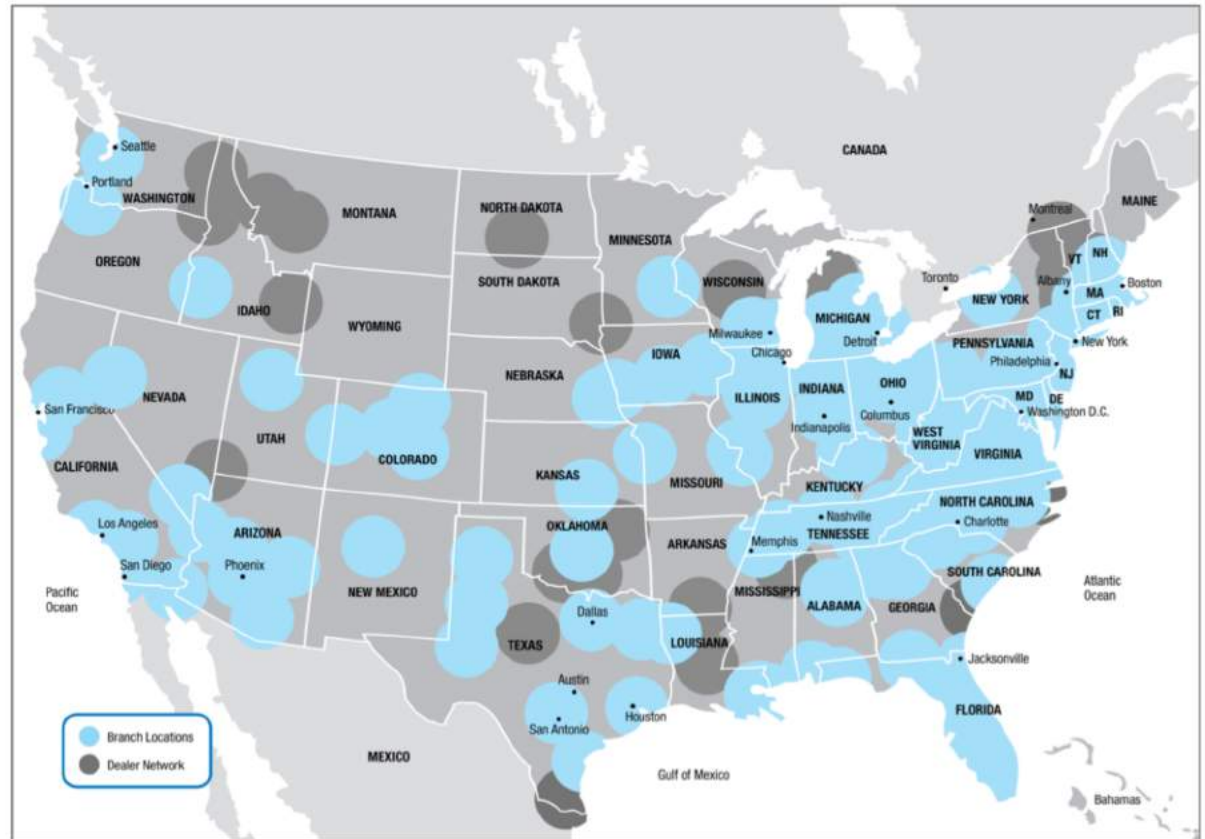 CANADA
Seattle
Portland
WASHINGTON
MONTANA
NORTH DAKOTA
MINNESOTA
MAINE
Montreal
OREGON
IDAHO
SOUTH DAKOTA
WISCONSIN
Toronto
VT
NH
Albany
Boston
WYOMING
MICHIGAN
NEW YORK
MA
CT
RI
Milwaukee
Detroit
New York
IOWA
Chicago
PENNSYLVANIA
Philadelphia
NJ
NEBRASKA
NEVADA
ILLINOIS
INDIANA
OHIO
MD
DE
San Francisco
Indianapolis
Columbus
Washington D.C.
UTAH
COLORADO
WEST
VIRGINIA
VIRGINIA
CALIFORNIA
KANSAS
MISSOURI
KENTUCKY
Los Angeles
ARIZONA
OKLAHOMA
ARKANSAS
Nashville
TENNESSEE
NORTH CAROLINA
Charlotte
Memphis
San Diego
Phoenix
NEW MEXICO
MISSISSIPPI
ALABAMA
GEORGIA
SOUTH CAROLINA
Pacific
Ocean
Atlantic
Ocean
Dallas
TEXAS
LOUISIANA
Jacksonville
Austin
San Antonio
Houston
FLORIDA
Branch Locations
Dealer Network
MEXICO
Gulf of Mexico
Bahamas